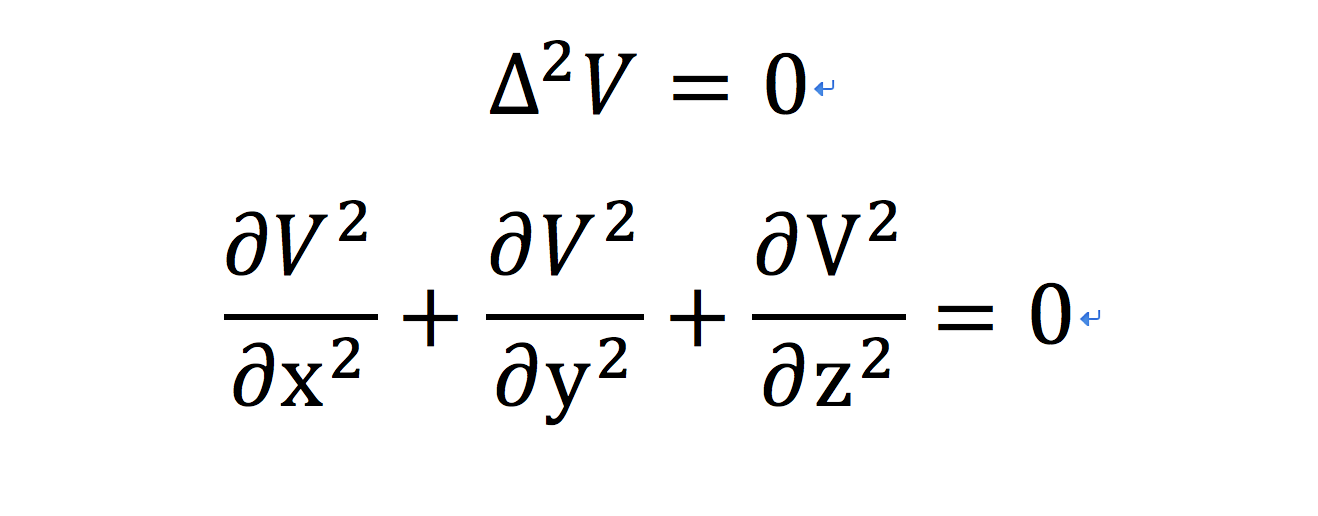 Δ²V = 0↵
∂V²/∂x² + ∂V²/∂y² + ∂V²/∂z² = 0↵